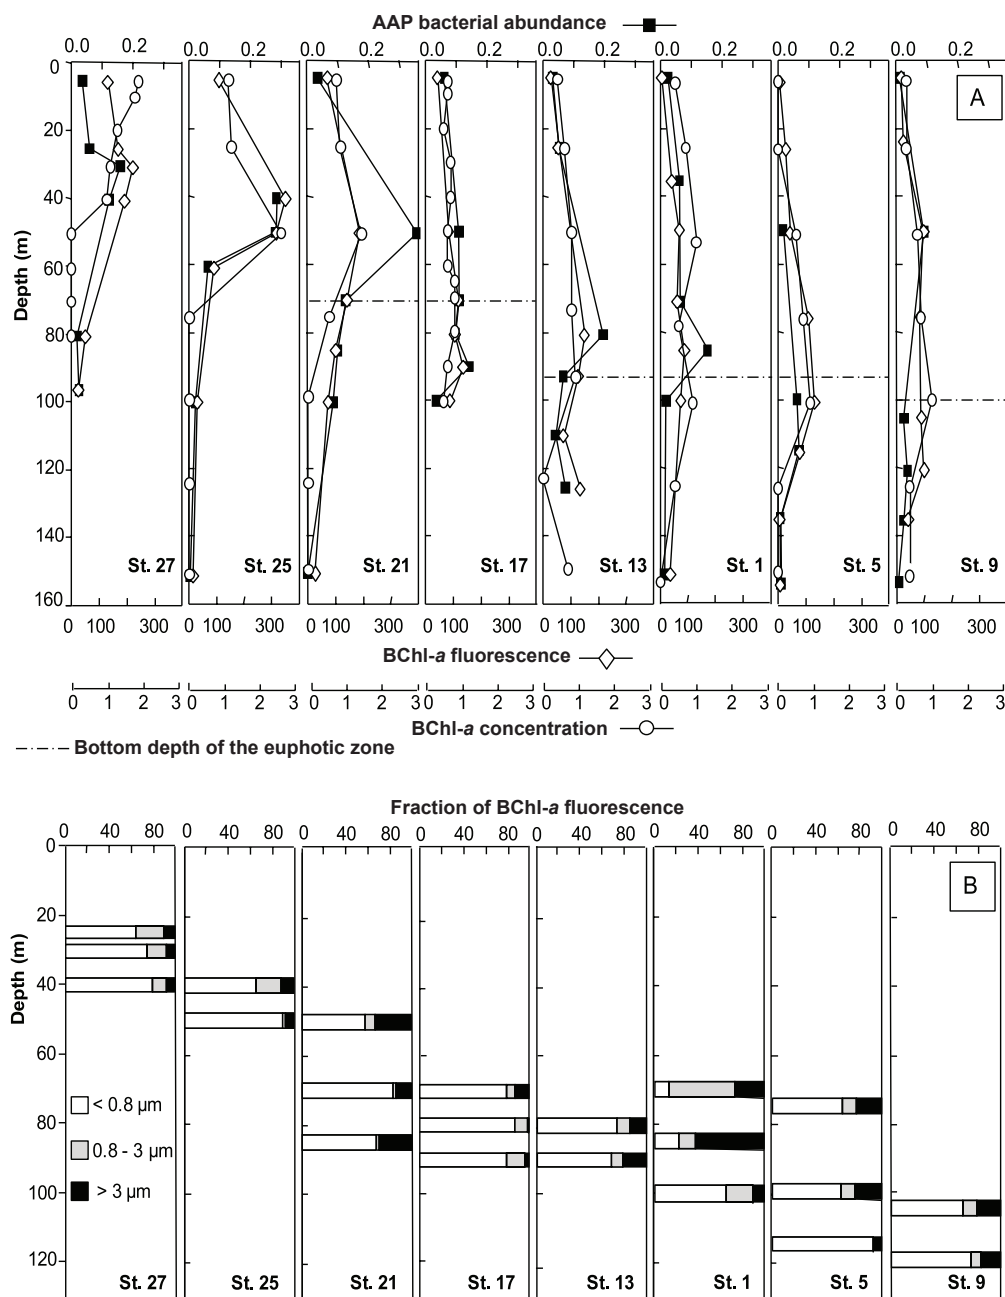 AAP bacterial abundance
0.0 0.2 0.0 0.2 0.0 0.2 0.0 0.2 0.0 0.2 0.0 0.2 0.0 0.2 0.0 0.2
A
0
20
40
60
80
100
120
140
160
Depth (m)
St. 27 St. 25 St. 21 St. 17 St. 13 St. 1 St. 5 St. 9
0 100 300 0 100 300 0 100 300 0 100 300 0 100 300 0 100 300 0 100 300 0 100 300
BChl-a fluorescence
0 1 2 3 0 1 2 3 0 1 2 3 0 1 2 3 0 1 2 3 0 1 2 3 0 1 2 3 0 1 2 3
BChl-a concentration
Bottom depth of the euphotic zone
Fraction of BChl-a fluorescence
0 40 80 0 40 80 0 40 80 0 40 80 0 40 80 0 40 80 0 40 80 0 40 80
B
0
20
40
60
80
100
120
Depth (m)
< 0.8 µm
0.8 - 3 µm
> 3 µm
St. 27 St. 25 St. 21 St. 17 St. 13 St. 1 St. 5 St. 9